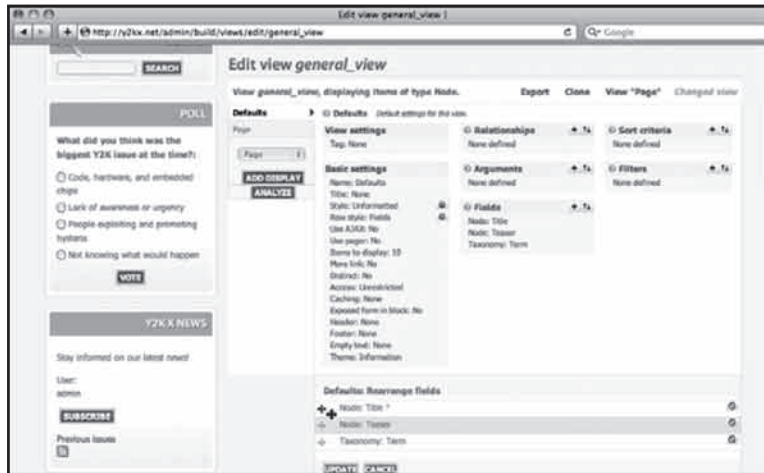 Edit view general_view |
http://y2kx.net/admin/build/views/edit/general_view
Google
SEARCH
Edit view general_view
View general_view, displaying items of type Node.
Export Clone View "Page" Changed view
POLL
What did you think was the
biggest Y2K issue at the time?:
Code, hardware, and embedded
chips
Lack of awareness or urgency
People exploiting and promoting
hysteria
Not knowing what would happen
VOTE
Y2K X NEWS
Stay informed on our latest news!
User:
admin
SUBSCRIBE
Previous issues
Defaults
Page
Page
ADD DISPLAY
ANALYZE
Defaults Default settings for this view.
View settings
Tag: None
Basic settings
Name: Defaults
Title: None
Style: Unformatted
Row style: Fields
Use AJAX: No
Use pager: No
Items to display: 10
More link: No
Distinct: No
Access: Unrestricted
Caching: None
Exposed form in block: No
Header: None
Footer: None
Empty text: None
Theme: Information
Relationships
None defined
Arguments
None defined
Fields
Node: Title
Node: Teaser
Taxonomy: Term
Sort criteria
None defined
Filters
None defined
Defaults: Rearrange fields
Node: Title *
Node: Teaser
Taxonomy: Term
UPDATE CANCEL